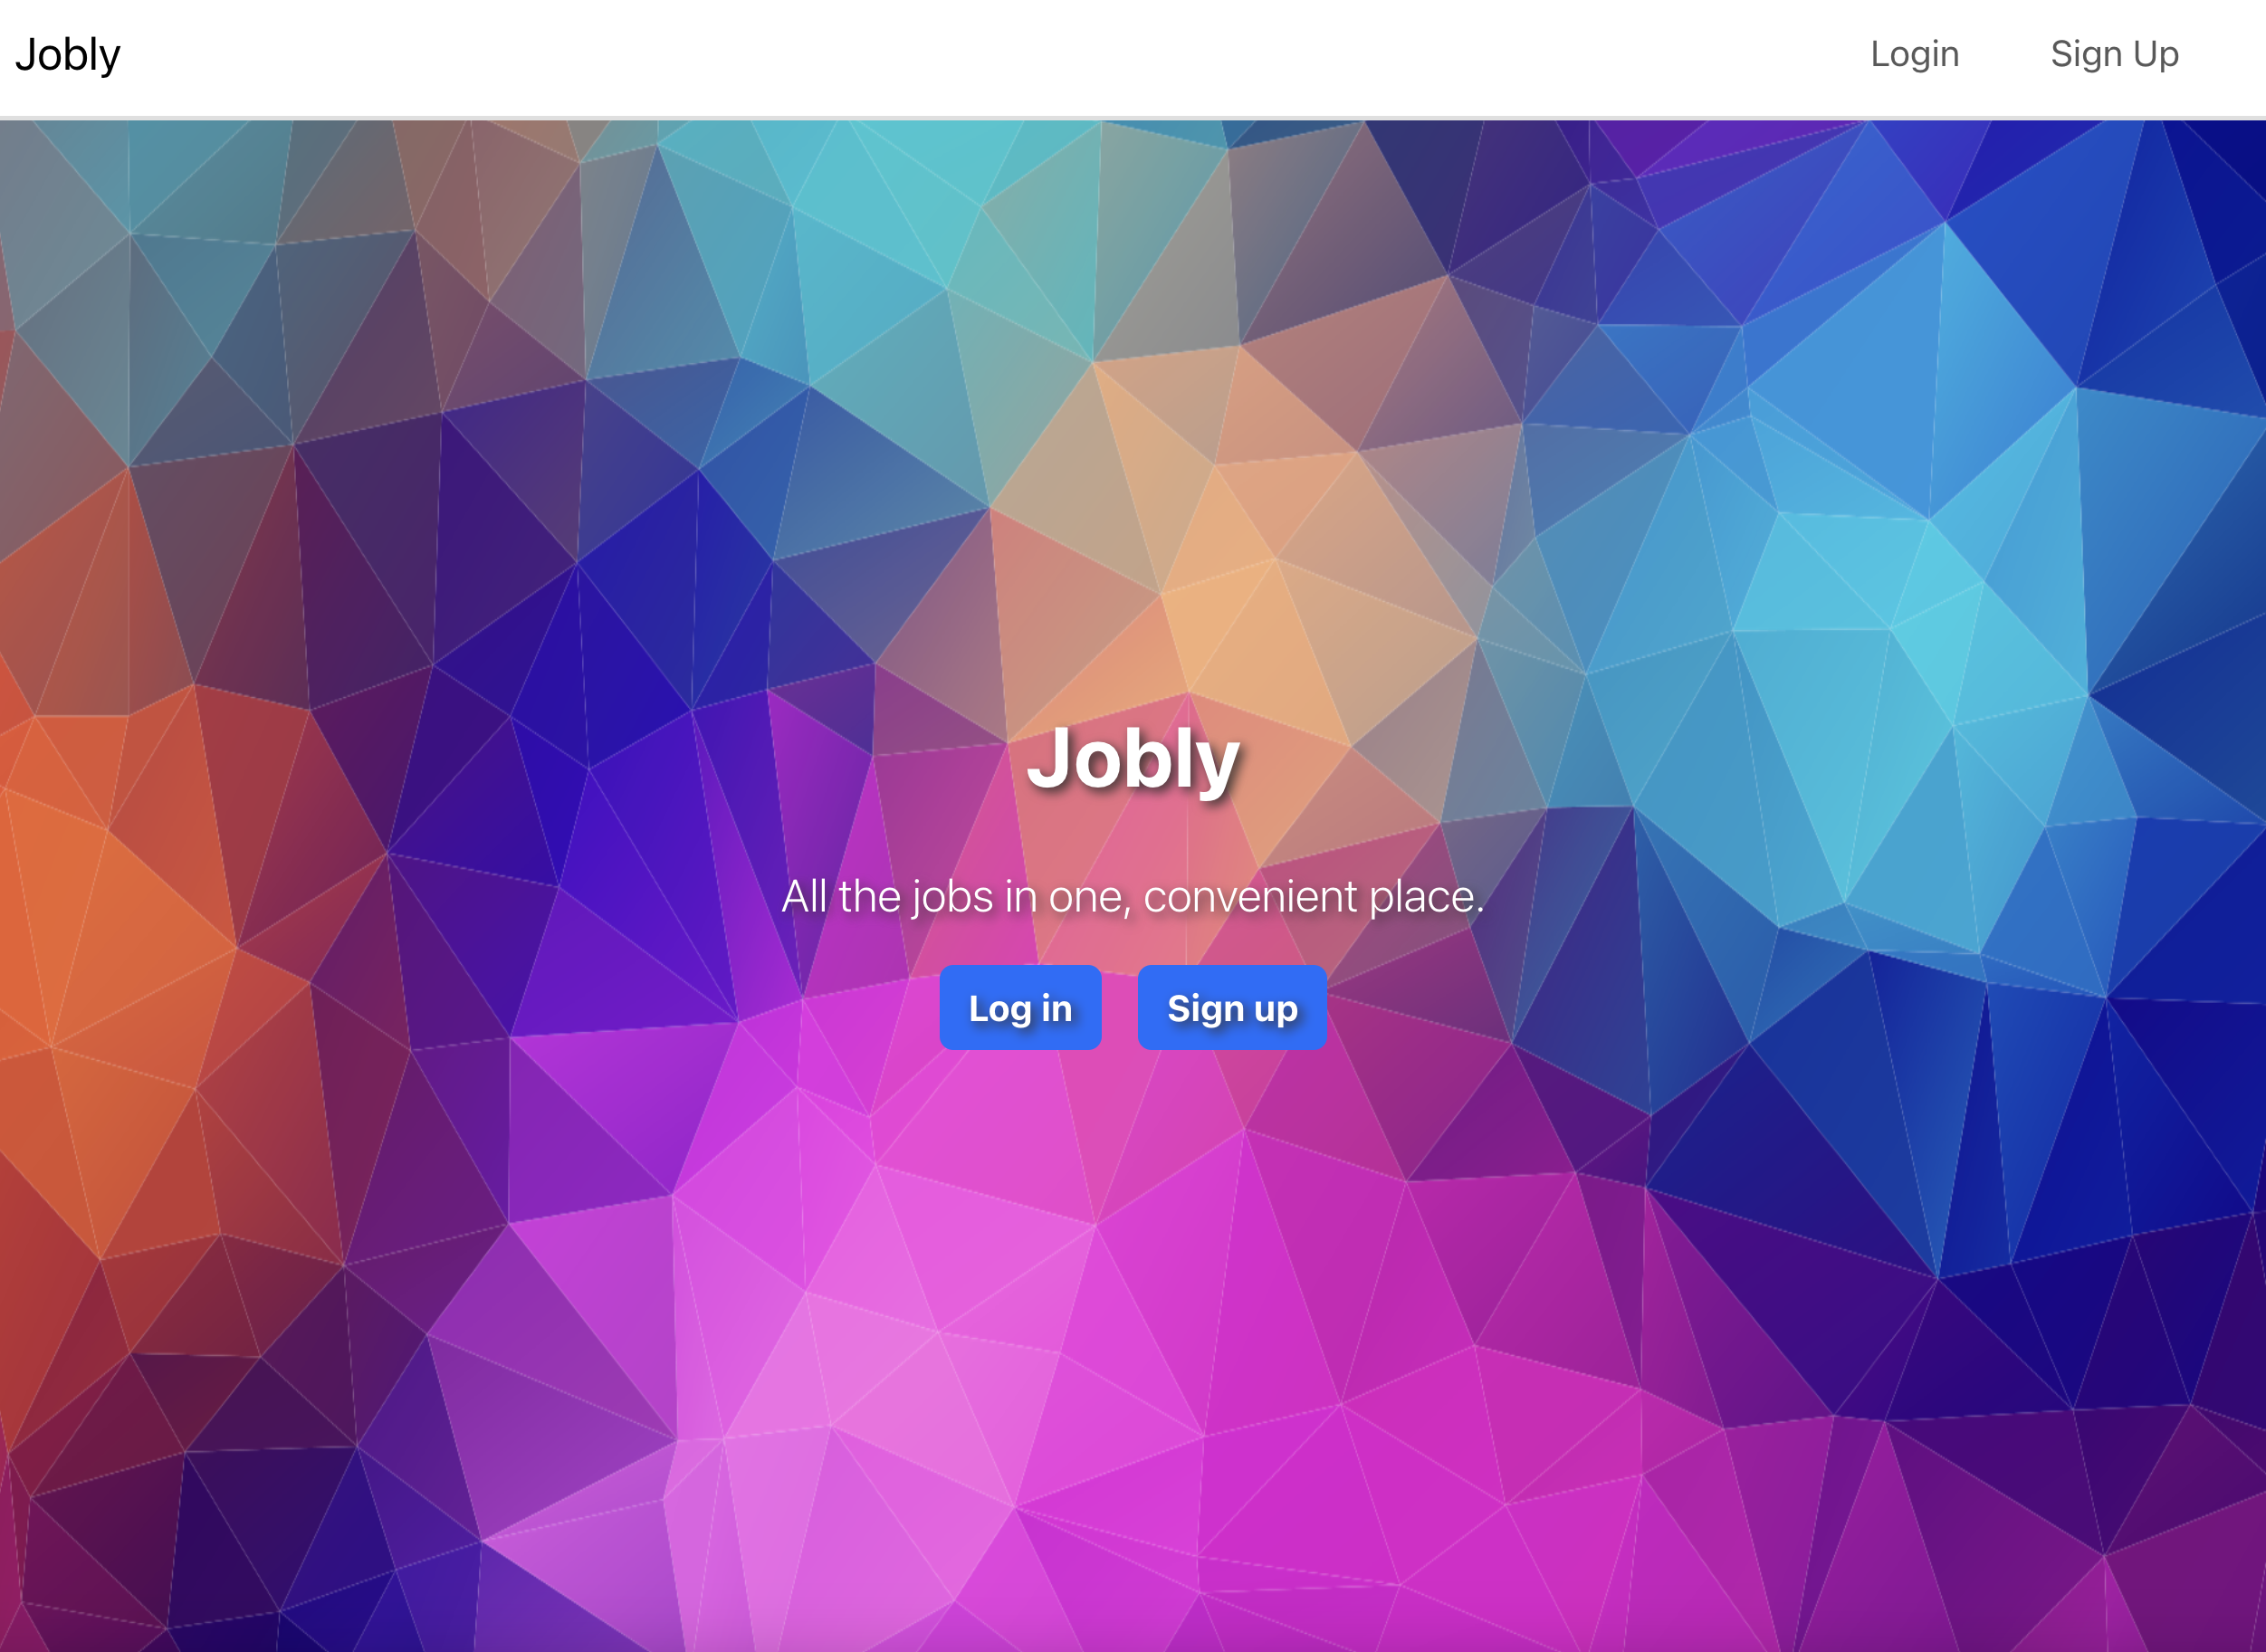 Jobly Login Sign Up
Jobly
All the jobs in one, convenient place.
Log in Sign up